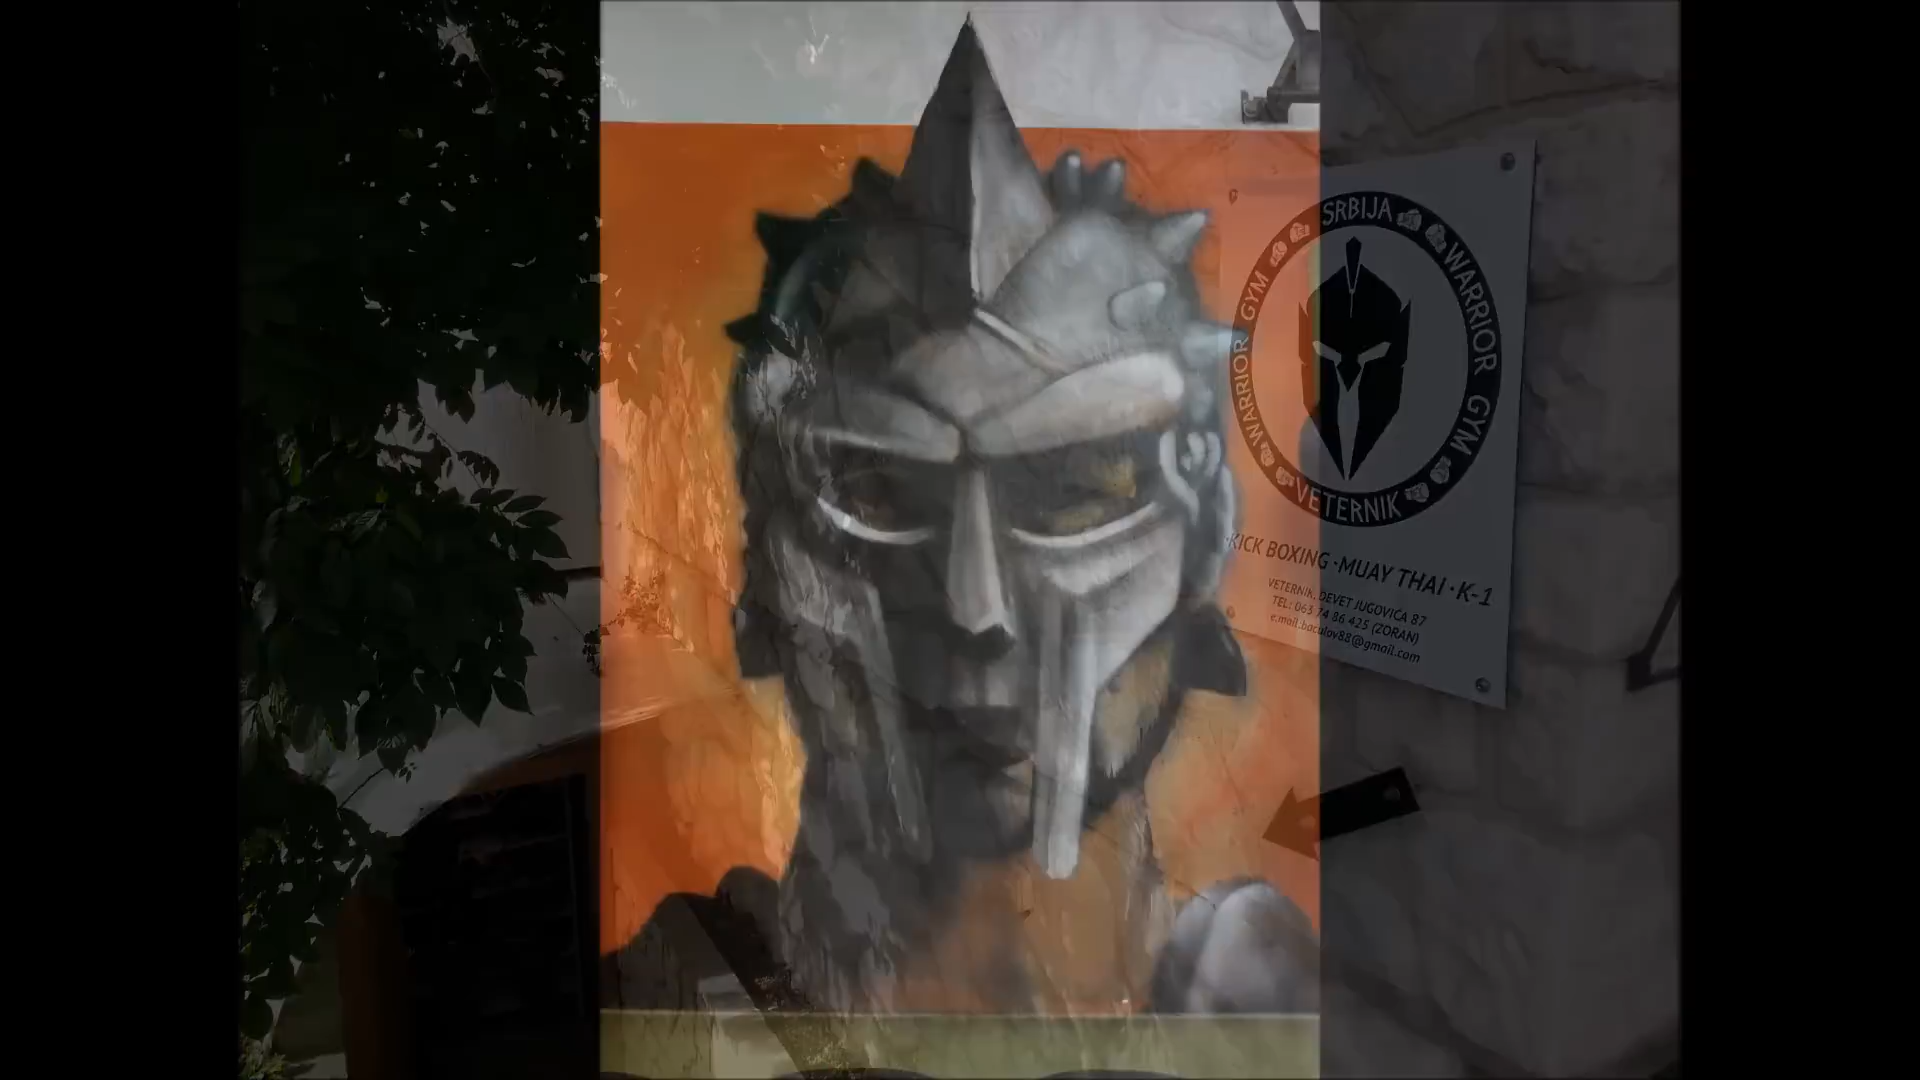 SRBIJA
WARRIOR GYM
WARRIOR GYM
VETERNIK
·KICK BOXING ·MUAY THAI · K-1
VETERNIK, DEVET JUGOVIĆA 87
TEL: 063 74 86 425 (ZORAN)
e.mail:baculov88@gmail.com